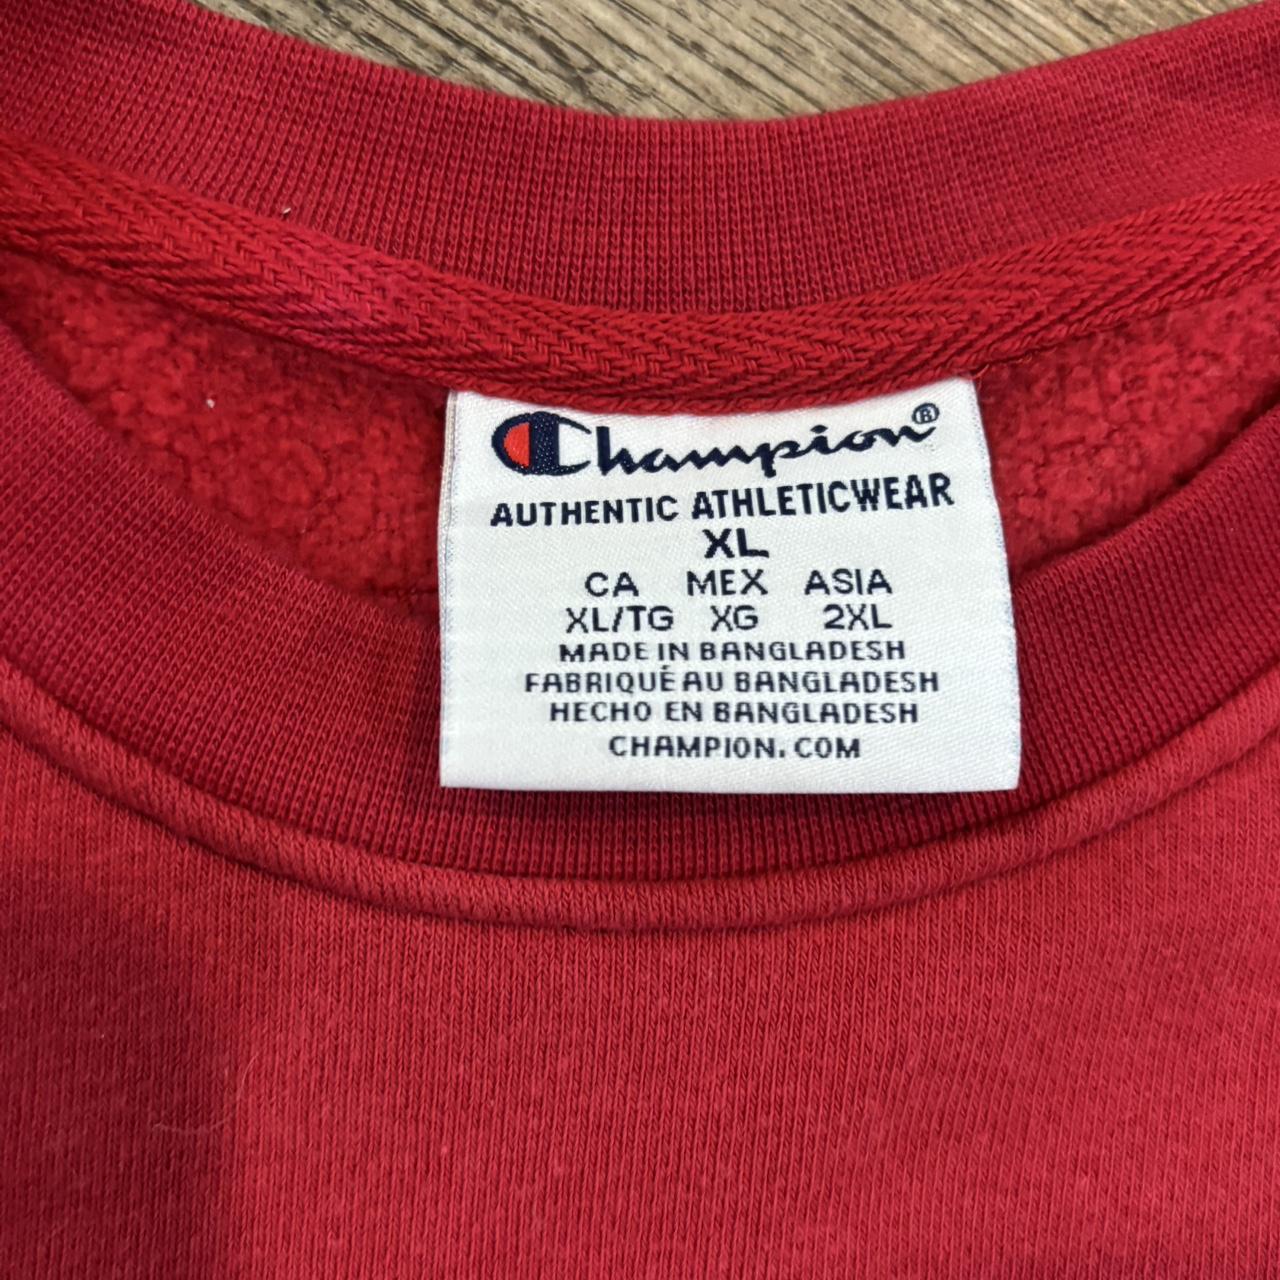 Champion®
AUTHENTIC ATHLETICWEAR
XL
CA MEX ASIA
XL/TG XG 2XL
MADE IN BANGLADESH
FABRIQUÉ AU BANGLADESH
HECHO EN BANGLADESH
CHAMPION.COM